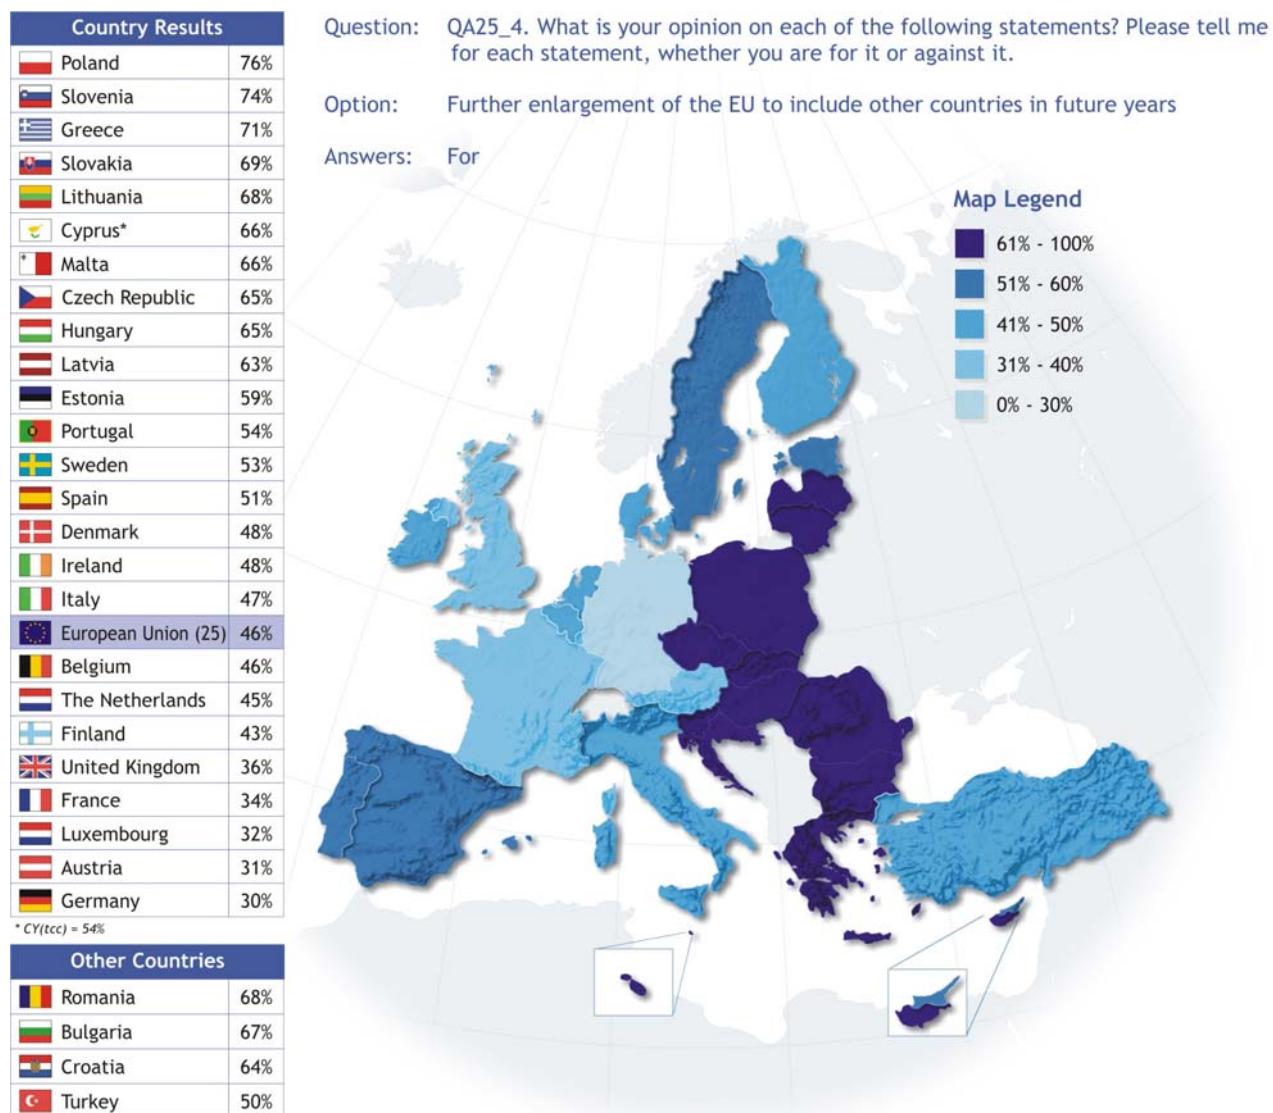 Country Results
Poland 76%
Slovenia 74%
Greece 71%
Slovakia 69%
Lithuania 68%
Cyprus* 66%
Malta 66%
Czech Republic 65%
Hungary 65%
Latvia 63%
Estonia 59%
Portugal 54%
Sweden 53%
Spain 51%
Denmark 48%
Ireland 48%
Italy 47%
European Union (25) 46%
Belgium 46%
The Netherlands 45%
Finland 43%
United Kingdom 36%
France 34%
Luxembourg 32%
Austria 31%
Germany 30%
* CY(tcc) = 54%
Other Countries
Romania 68%
Bulgaria 67%
Croatia 64%
Turkey 50%
Question: QA25_4. What is your opinion on each of the following statements? Please tell me
for each statement, whether you are for it or against it.
Option: Further enlargement of the EU to include other countries in future years
Answers: For
Map Legend
61% - 100%
51% - 60%
41% - 50%
31% - 40%
0% - 30%